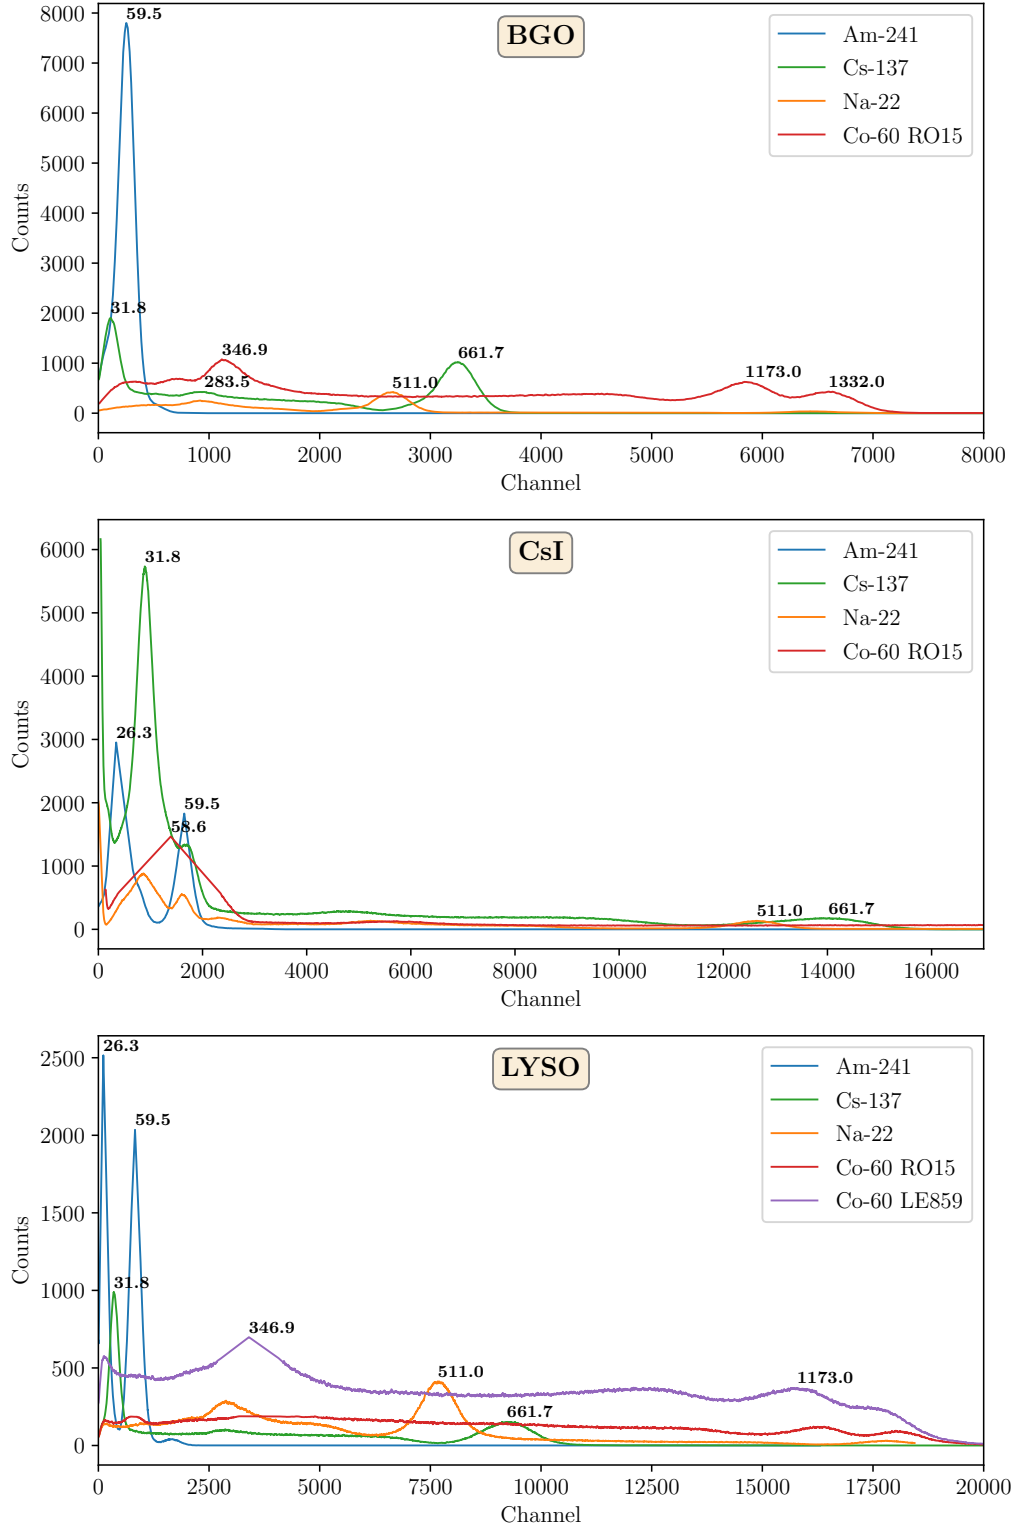 BGO
59.5
31.8
346.9
283.5
511.0
661.7
1173.0
1332.0
Am-241
Cs-137
Na-22
Co-60 RO15
Counts
8000
7000
6000
5000
4000
3000
2000
1000
0
0 1000 2000 3000 4000 5000 6000 7000 8000
Channel
CsI
31.8
26.3
59.5
58.6
511.0
661.7
Am-241
Cs-137
Na-22
Co-60 RO15
Counts
6000
5000
4000
3000
2000
1000
0
0 2000 4000 6000 8000 10000 12000 14000 16000
Channel
LYSO
26.3
59.5
31.8
346.9
511.0
661.7
1173.0
Am-241
Cs-137
Na-22
Co-60 RO15
Co-60 LE859
Counts
2500
2000
1500
1000
500
0
0 2500 5000 7500 10000 12500 15000 17500 20000
Channel